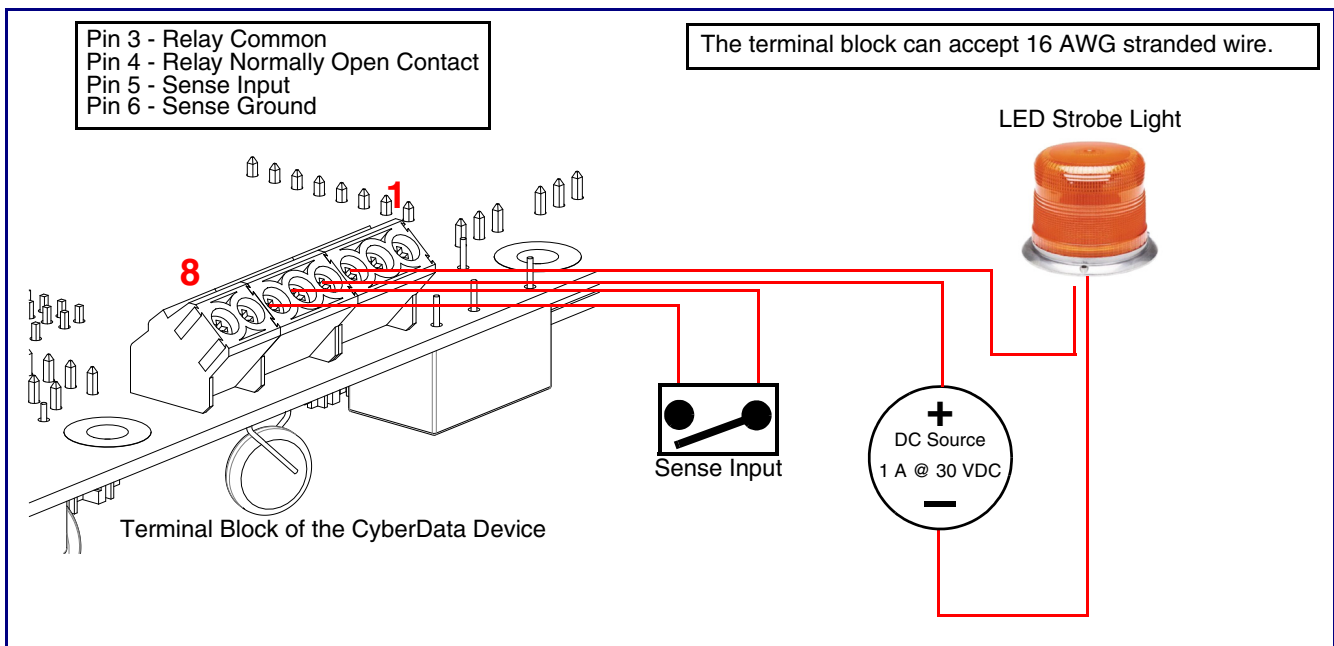 Pin 3 - Relay Common
Pin 4 - Relay Normally Open Contact
Pin 5 - Sense Input
Pin 6 - Sense Ground
The terminal block can accept 16 AWG stranded wire.
LED Strobe Light
1
8
+
DC Source
1 A @ 30 VDC
−
Sense Input
Terminal Block of the CyberData Device